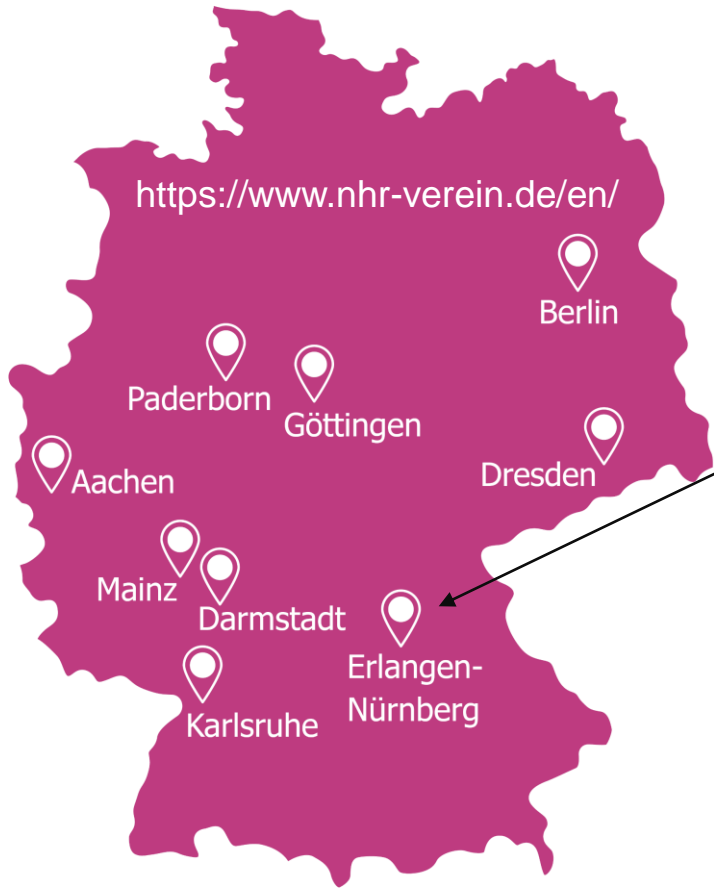 https://www.nhr-verein.de/en/
Berlin
Paderborn
Göttingen
Aachen
Dresden
Mainz
Darmstadt
Erlangen-
Nürnberg
Karlsruhe